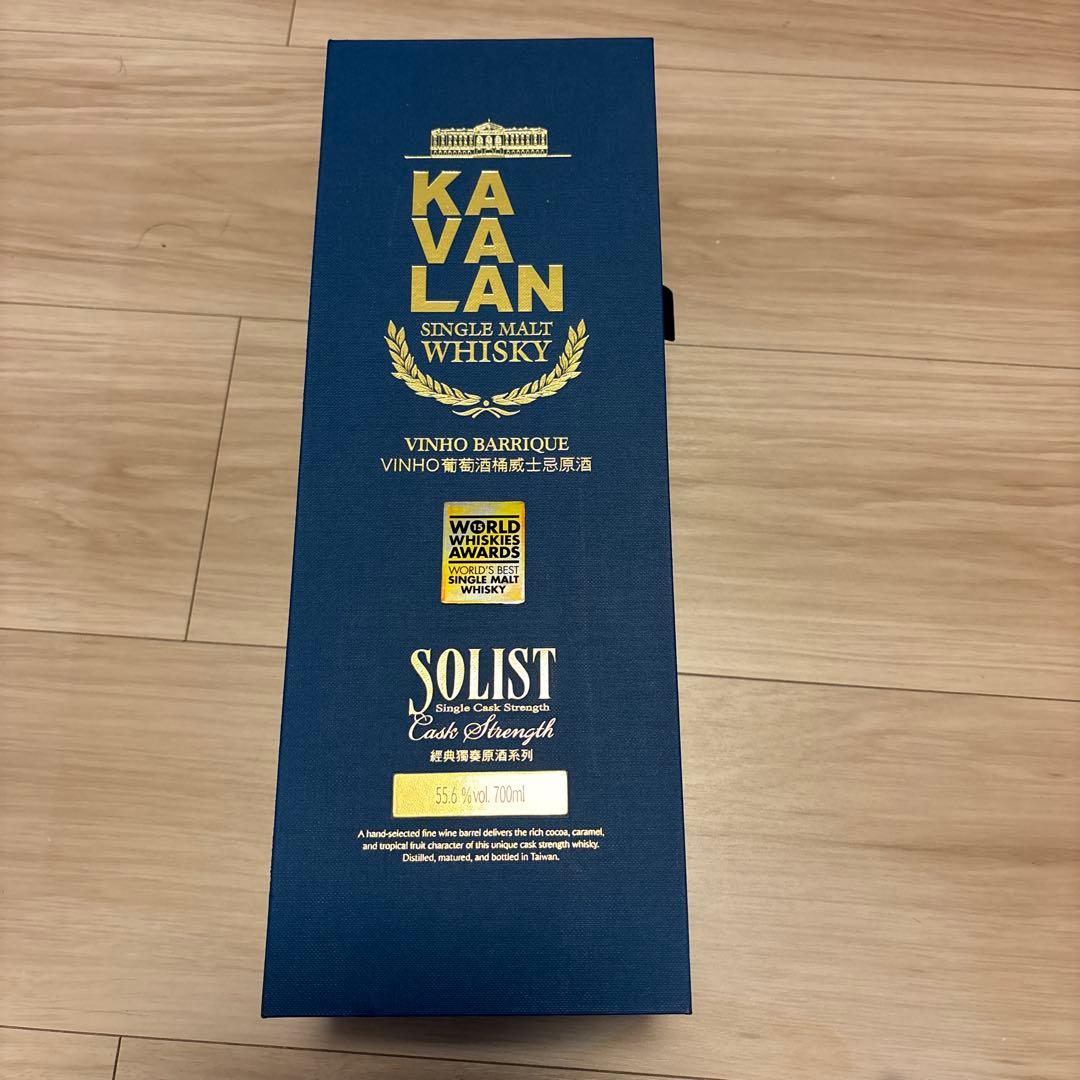 KA
VA
LAN
SINGLE MALT
WHISKY
VINHO BARRIQUE
VINHO葡萄酒桶威士忌原酒
WORLD
15
WHISKIES
AWARDS
WORLD'S BEST
SINGLE MALT
WHISKY
SOLIST
Single Cask Strength
Cask Strength
經典獨奏原酒系列
55.6 %vol. 700ml
A hand-selected fine wine barrel delivers the rich cocoa, caramel,
and tropical fruit character of this unique cask strength whisky.
Distilled, matured, and bottled in Taiwan.